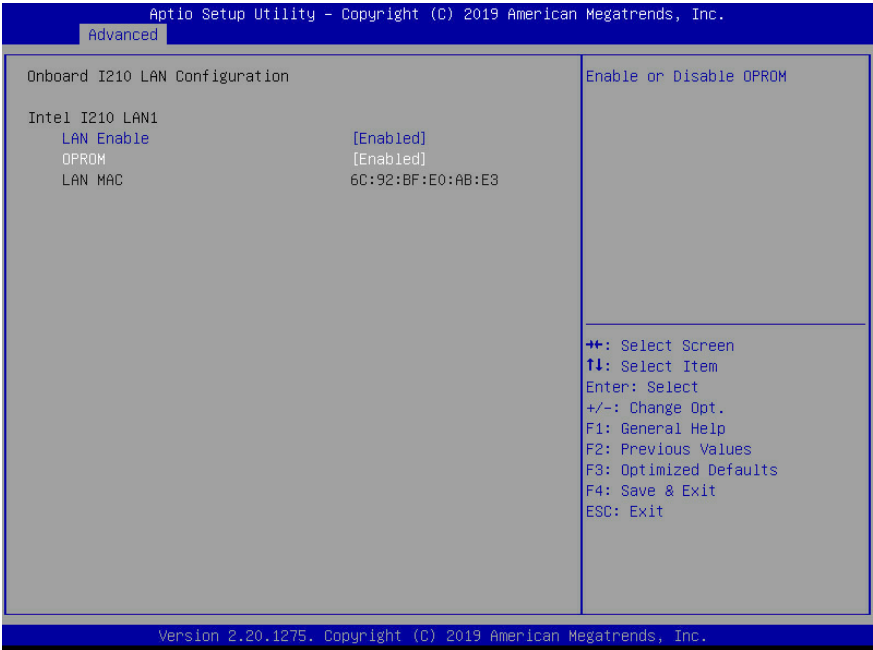 Aptio Setup Utility – Copyright (C) 2019 American Megatrends, Inc.
Advanced
Onboard I210 LAN Configuration
Intel I210 LAN1
LAN Enable [Enabled]
OPROM [Enabled]
LAN MAC 6C:92:BF:E0:AB:E3
Enable or Disable OPROM
→←: Select Screen
↑↓: Select Item
Enter: Select
+/-: Change Opt.
F1: General Help
F2: Previous Values
F3: Optimized Defaults
F4: Save & Exit
ESC: Exit
Version 2.20.1275. Copyright (C) 2019 American Megatrends, Inc.